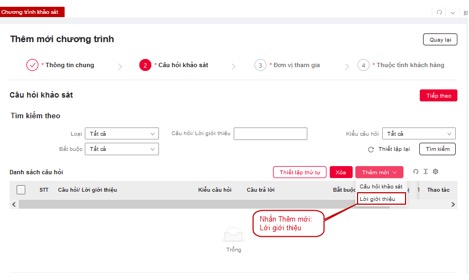 Chương trình khảo sát
Thêm mới chương trình
Quay lại
* Thông tin chung
2 * Câu hỏi khảo sát
3 * Đơn vị tham gia
4 * Thuộc tính khách hàng
Câu hỏi khảo sát
Tiếp theo
Tìm kiếm theo
Loại Tất cả
Câu hỏi/ Lời giới thiệu
Kiểu câu hỏi Tất cả
Bắt buộc Tất cả
Thiết lập lại
Tìm kiếm
Danh sách câu hỏi
Thiết lập thứ tự
Xóa
Thêm mới
STT Câu hỏi/ Lời giới thiệu Kiểu câu hỏi Câu trả lời Bắt buộc Thao tác
Câu hỏi khảo sát
Lời giới thiệu
Nhấn Thêm mới:
Lời giới thiệu
Trống